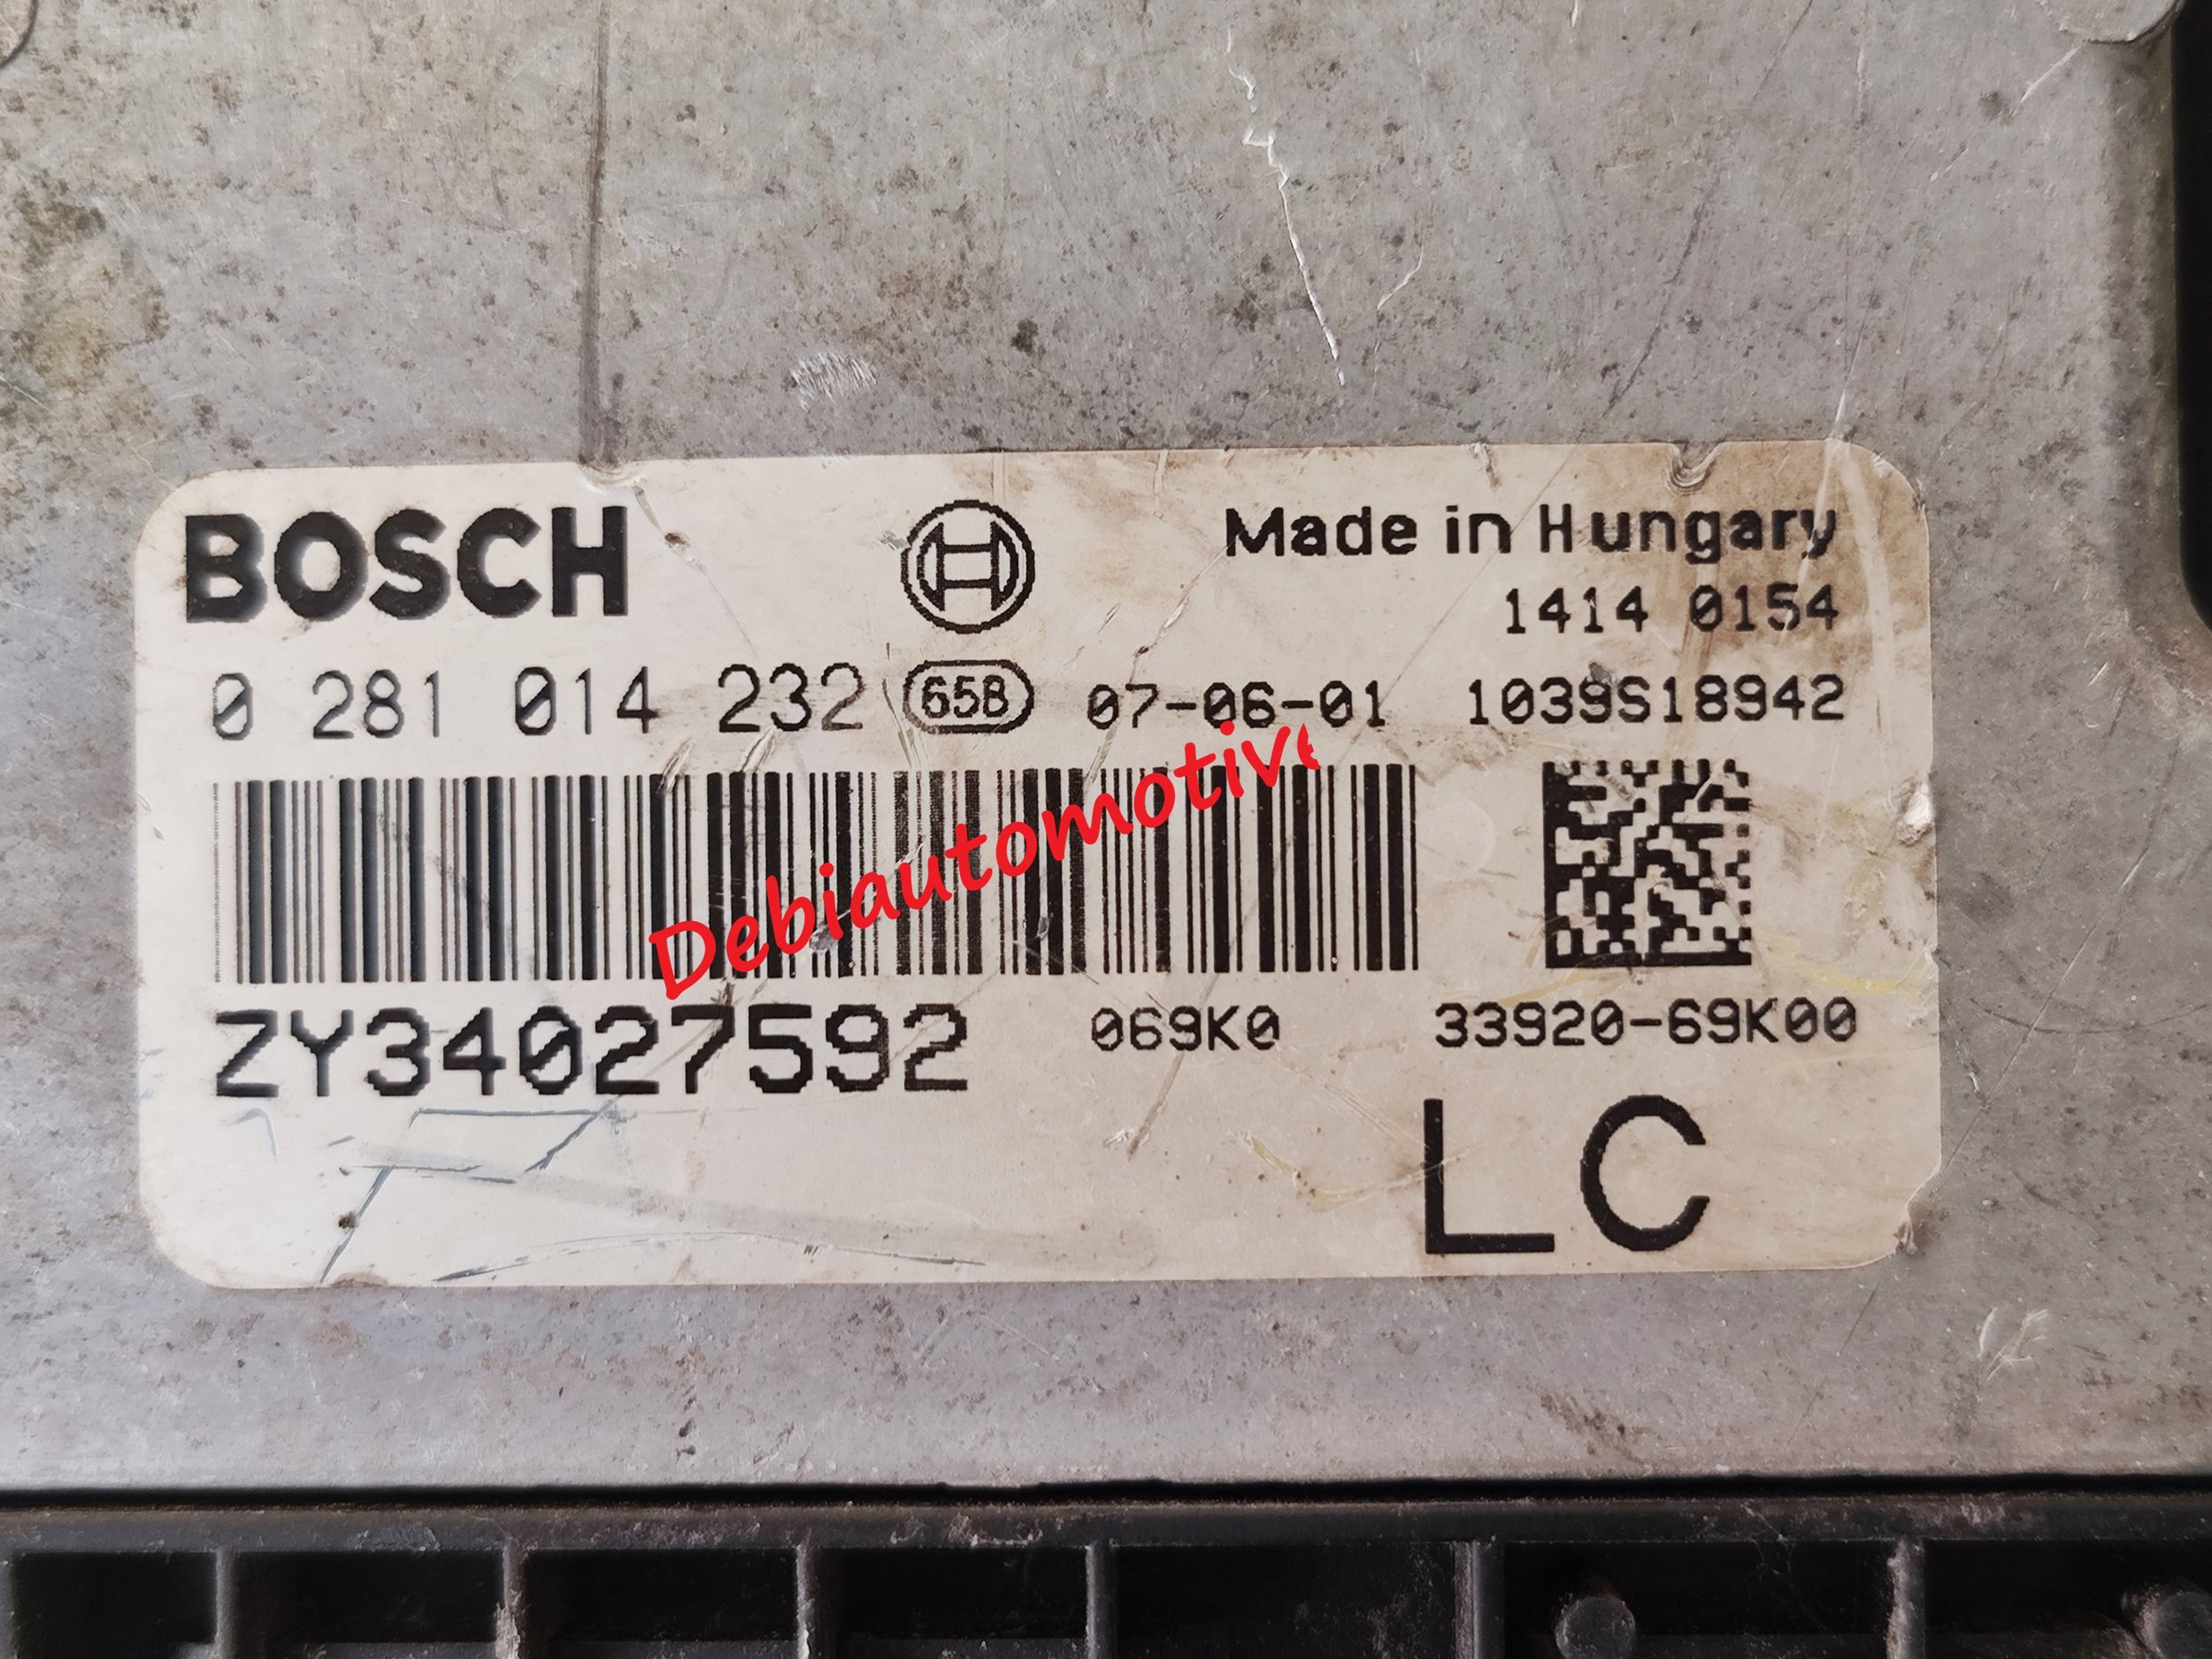 BOSCH
Made in Hungary
1414 0154
0 281 014 232 65B 07-06-01 1039S18942
Debiautomotive
ZY34027592 069K0 33920-69K00
LC